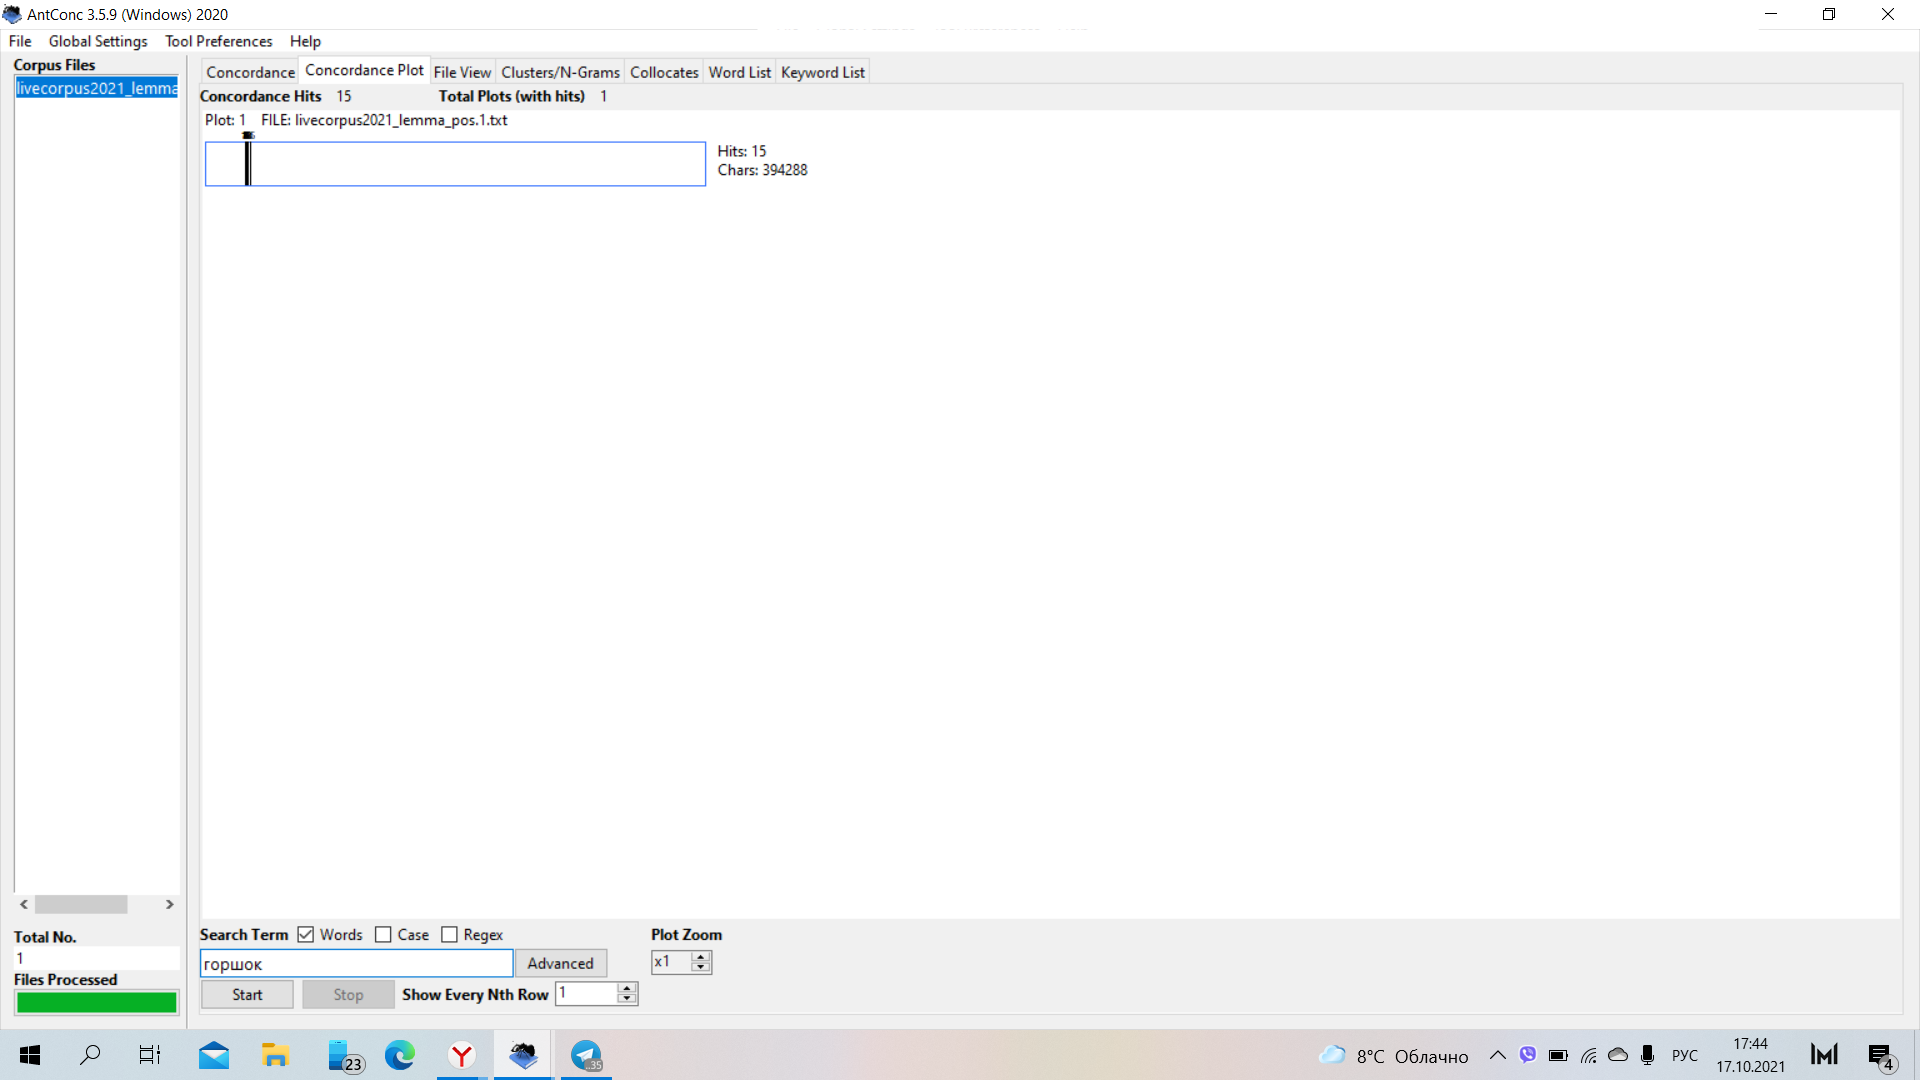 AntConc 3.5.9 (Windows) 2020
File Global Settings Tool Preferences Help
Corpus Files
livecorpus2021_lemma
Concordance Concordance Plot File View Clusters/N-Grams Collocates Word List Keyword List
Concordance Hits 15 Total Plots (with hits) 1
Plot: 1 FILE: livecorpus2021_lemma_pos.1.txt
Hits: 15
Chars: 394288
Total No.
1
Files Processed
Search Term Words Case Regex
горшок
Advanced
Start Stop Show Every Nth Row 1
Plot Zoom
x1
23
..35
8°C Облачно
РУС
17:44
17.10.2021
4